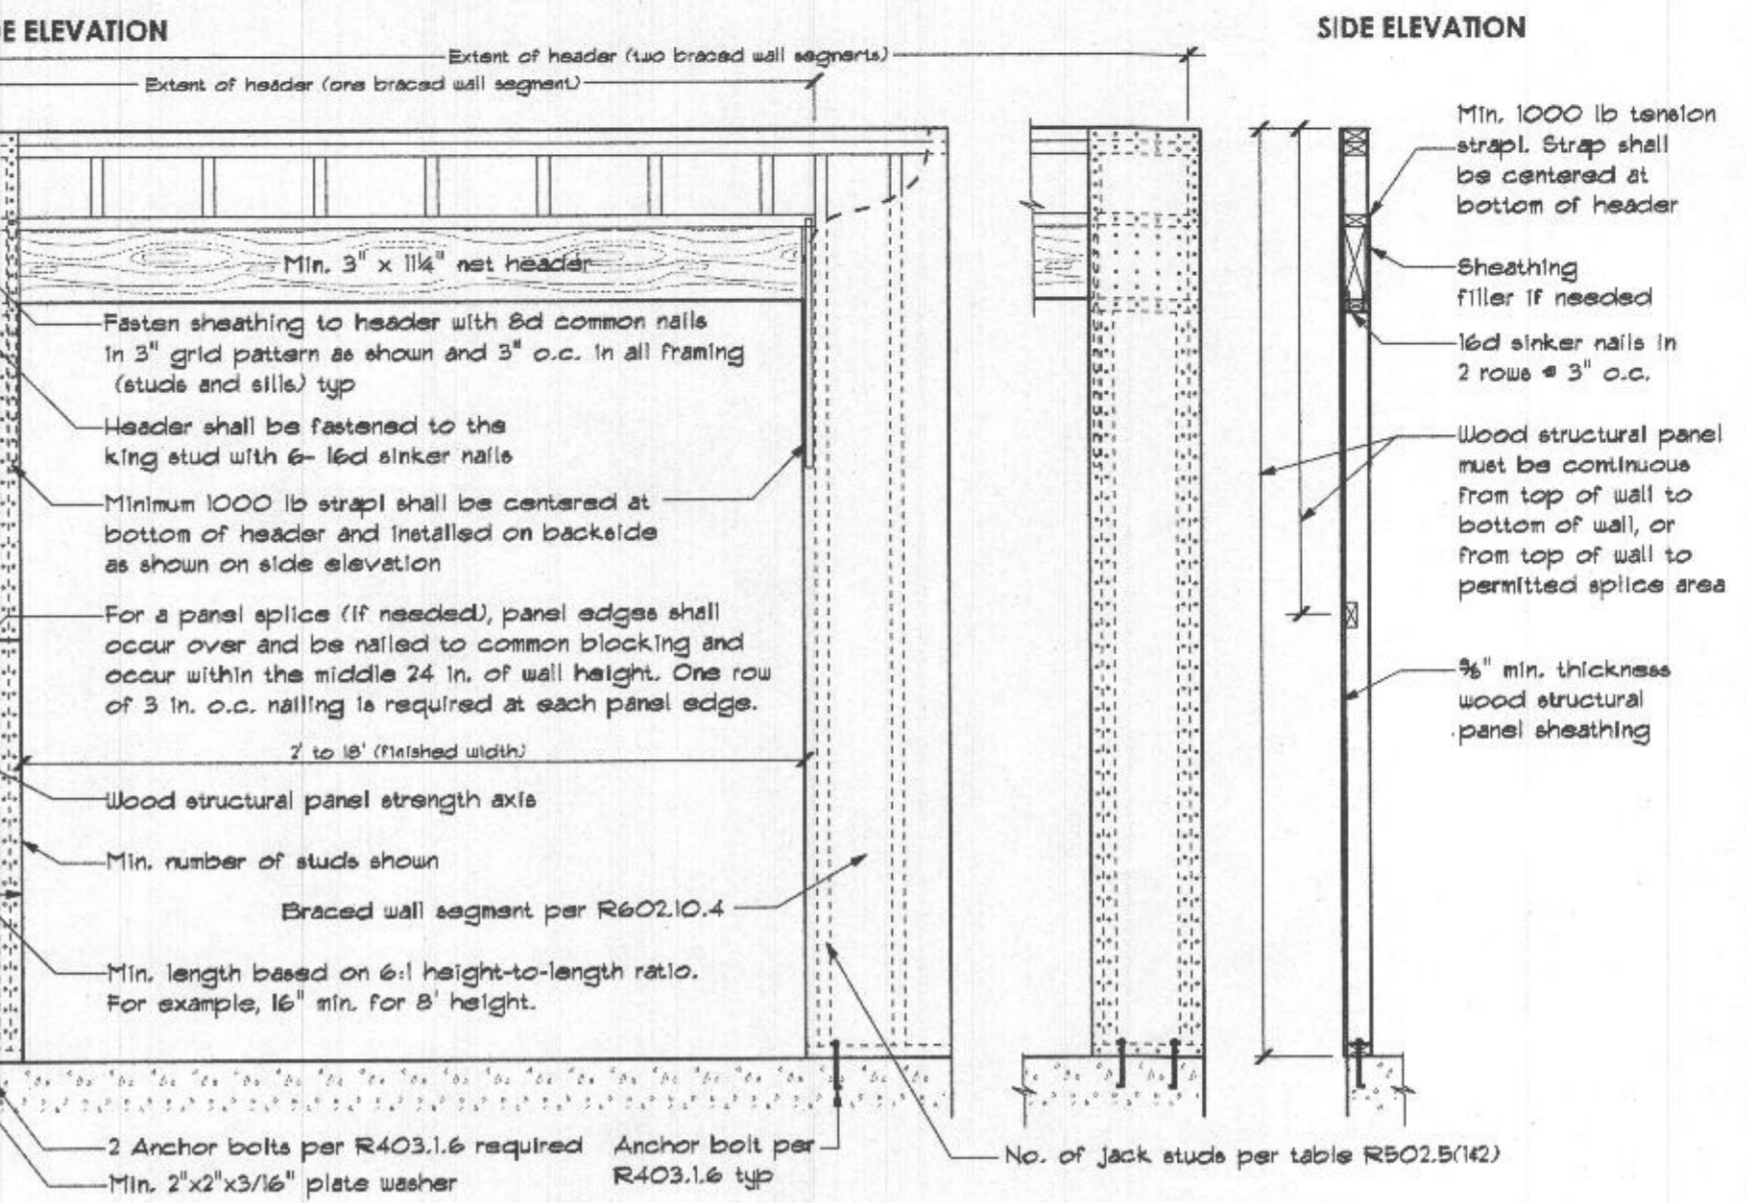 E ELEVATION
SIDE ELEVATION
Extent of header (two braced wall segments)
Extent of header (one braced wall segment)
Min. 3" x 11¼" net header
Fasten sheathing to header with 8d common nails
in 3" grid pattern as shown and 3" o.c. in all framing
(studs and sills) typ
Header shall be fastened to the
king stud with 6- 16d sinker nails
Minimum 1000 lb strap1 shall be centered at
bottom of header and installed on backside
as shown on side elevation
For a panel splice (if needed), panel edges shall
occur over and be nailed to common blocking and
occur within the middle 24 in. of wall height. One row
of 3 in. o.c. nailing is required at each panel edge.
2' to 18' (finished width)
Wood structural panel strength axis
Min. number of studs shown
Braced wall segment per R602.10.4
Min. length based on 6:1 height-to-length ratio.
For example, 16" min. for 8' height.
2 Anchor bolts per R403.1.6 required
Min. 2"x2"x3/16" plate washer
Anchor bolt per
R403.1.6 typ
No. of jack studs per table R502.5(1&2)
Min. 1000 lb tension
strap1. Strap shall
be centered at
bottom of header
Sheathing
filler if needed
16d sinker nails in
2 rows @ 3" o.c.
Wood structural panel
must be continuous
from top of wall to
bottom of wall, or
from top of wall to
permitted splice area
min. thickness
wood structural
panel sheathing